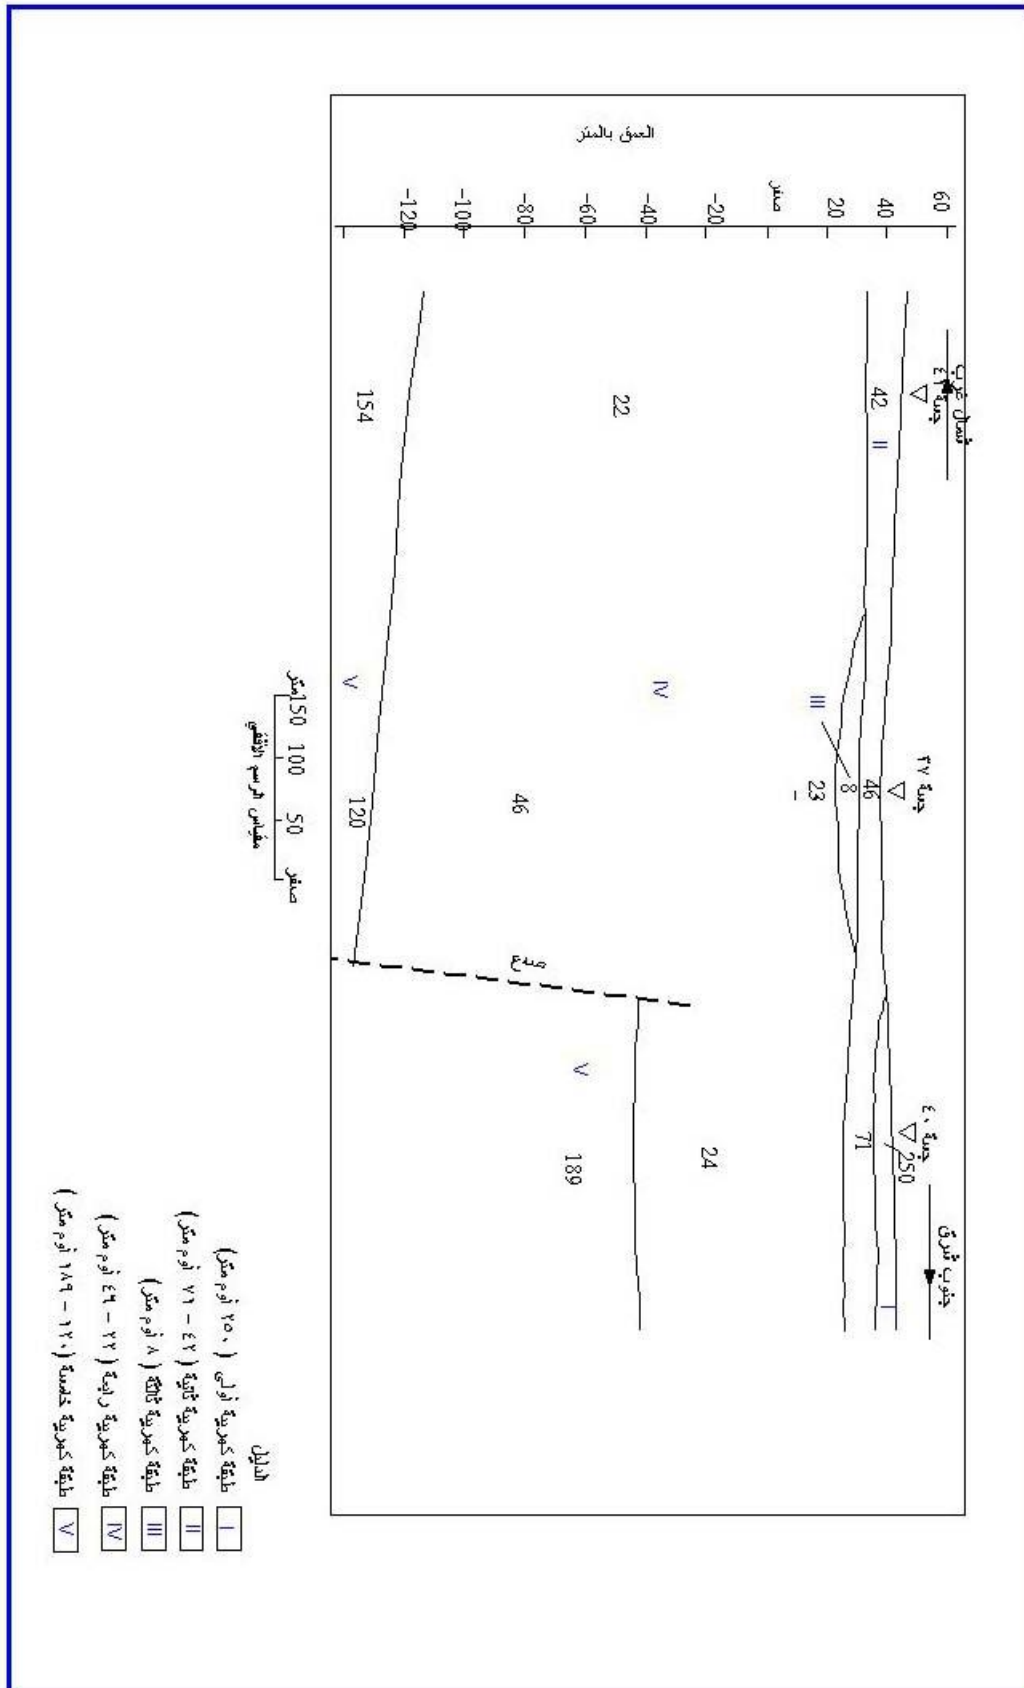 العمق بالمتر
60
40
20
صفر
-20
-40
-60
-80
-100
-120
شمال غرب
جنوب شرق
جسة ٤٢
جسة ٣٧
جسة ٤٠
42
II
22
154
46
8
III
23
IV
46
V
120
صدع
250
71
I
24
V
189
متر 150 100 50 صفر
مقياس الرسم الأفقي
الدليل
I طبقة كهربية أولى ( ٢٥٠ أوم متر)
II طبقة كهربية ثانية ( ٤٢ - ٧١ أوم متر)
III طبقة كهربية ثالثة ( ٨ أوم متر)
IV طبقة كهربية رابعة ( ٢٢ - ٤٦ أوم متر )
V طبقة كهربية خامسة (١٢٠ - ١٨٩ أوم متر )